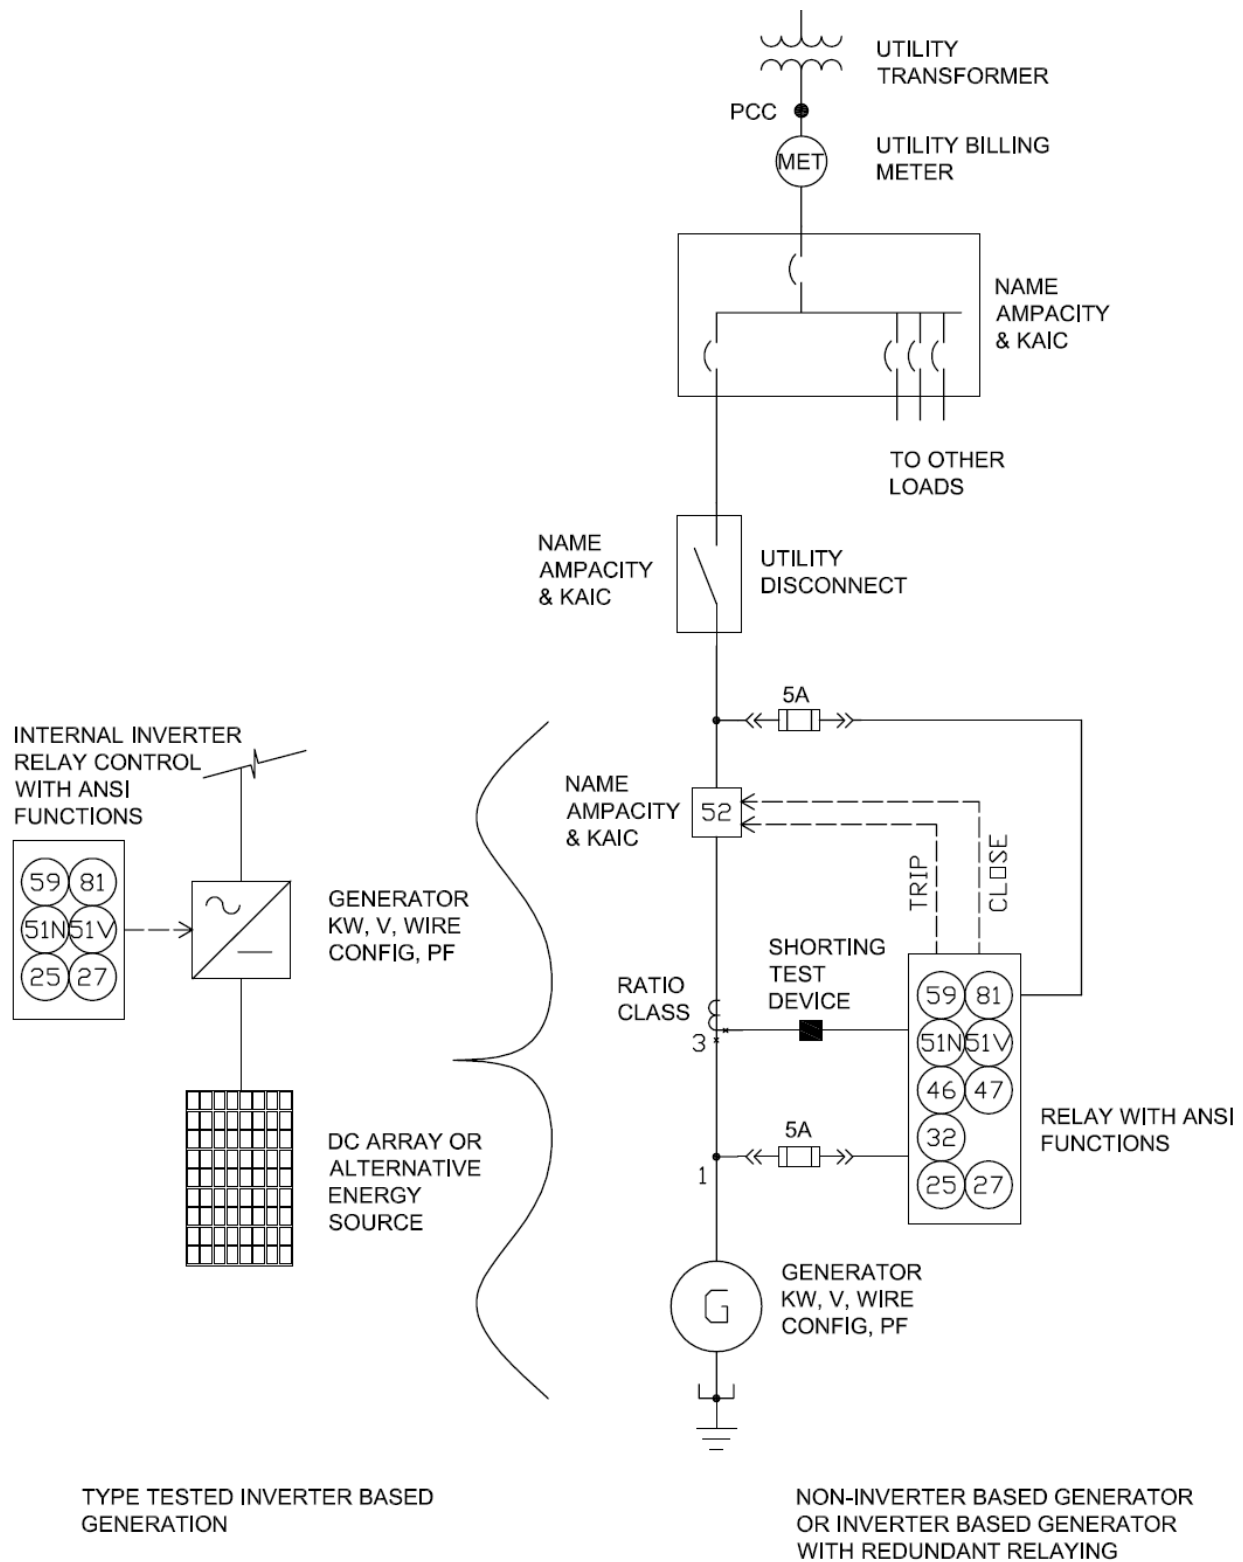 UTILITY
TRANSFORMER
PCC
MET
UTILITY BILLING
METER
NAME
AMPACITY
& KAIC
TO OTHER
LOADS
NAME
AMPACITY
& KAIC
UTILITY
DISCONNECT
5A
INTERNAL INVERTER
RELAY CONTROL
WITH ANSI
FUNCTIONS
59 81
51N 51V
25 27
GENERATOR
KW, V, WIRE
CONFIG, PF
DC ARRAY OR
ALTERNATIVE
ENERGY
SOURCE
NAME
AMPACITY
& KAIC
52
TRIP
CLOSE
RATIO
CLASS
3
SHORTING
TEST
DEVICE
59 81
51N 51V
46 47
32
25 27
RELAY WITH ANSI
FUNCTIONS
5A
1
G
GENERATOR
KW, V, WIRE
CONFIG, PF
TYPE TESTED INVERTER BASED
GENERATION
NON-INVERTER BASED GENERATOR
OR INVERTER BASED GENERATOR
WITH REDUNDANT RELAYING